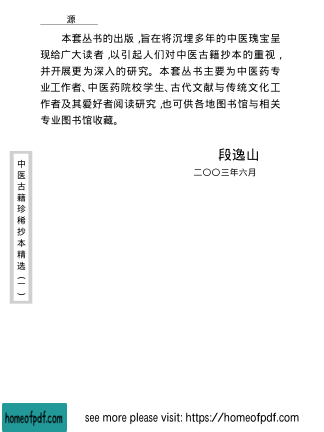 源
本套丛书的出版,旨在将沉埋多年的中医瑰宝呈
现给广大读者,以引起人们对中医古籍抄本的重视,
并开展更为深入的研究。本套丛书主要为中医药专
业工作者、中医药院校学生、古代文献与传统文化工
作者及其爱好者阅读研究,也可供各地图书馆与相关
专业图书馆收藏。
段逸山
二〇〇三年六月
中医古籍珍稀抄本精选(一)
homeofpdf.com
see more please visit: https://homeofpdf.com